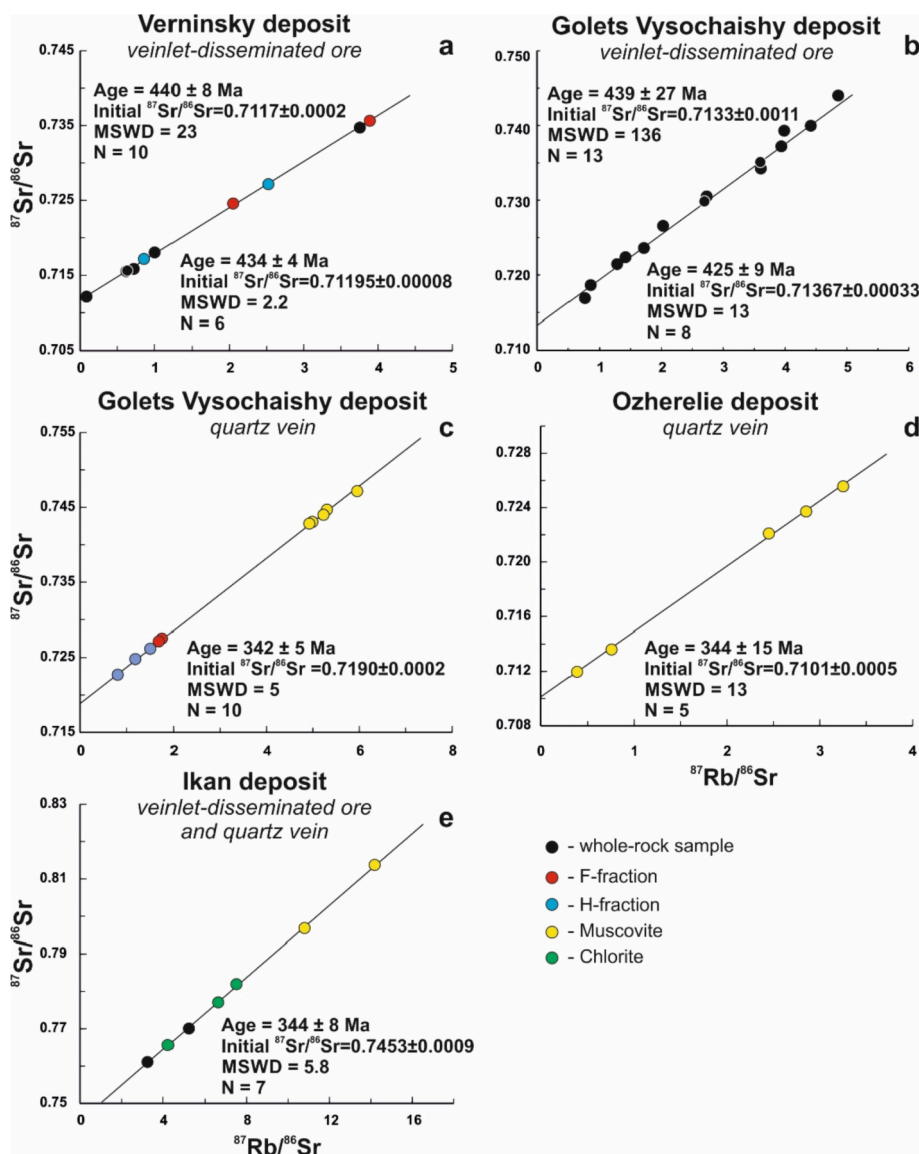 Verninsky deposit
veinlet-disseminated ore
a
0.745
0.735
0.725
0.715
0.705
⁸⁷Sr/⁸⁶Sr
Age = 440 ± 8 Ma
Initial ⁸⁷Sr/⁸⁶Sr=0.7117±0.0002
MSWD = 23
N = 10
Age = 434 ± 4 Ma
Initial ⁸⁷Sr/⁸⁶Sr=0.71195±0.00008
MSWD = 2.2
N = 6
0 1 2 3 4 5
Golets Vysochaishy deposit
veinlet-disseminated ore
b
0.750
0.740
0.730
0.720
0.710
Age = 439 ± 27 Ma
Initial ⁸⁷Sr/⁸⁶Sr=0.7133±0.0011
MSWD = 136
N = 13
Age = 425 ± 9 Ma
Initial ⁸⁷Sr/⁸⁶Sr=0.71367±0.00033
MSWD = 13
N = 8
0 1 2 3 4 5 6
Golets Vysochaishy deposit
quartz vein
c
0.755
0.745
0.735
0.725
0.715
⁸⁷Sr/⁸⁶Sr
Age = 342 ± 5 Ma
Initial ⁸⁷Sr/⁸⁶Sr =0.7190±0.0002
MSWD = 5
N = 10
0 2 4 6 8
Ozherelie deposit
quartz vein
d
0.728
0.724
0.722
0.716
0.712
0.708
Age = 344 ± 15 Ma
Initial ⁸⁷Sr/⁸⁶Sr=0.7101±0.0005
MSWD = 13
N = 5
0 1 2 3 4
⁸⁷Rb/⁸⁶Sr
Ikan deposit
veinlet-disseminated ore
and quartz vein
e
0.83
0.81
0.79
0.77
0.75
⁸⁷Sr/⁸⁶Sr
Age = 344 ± 8 Ma
Initial ⁸⁷Sr/⁸⁶Sr=0.7453±0.0009
MSWD = 5.8
N = 7
0 4 8 12 16
⁸⁷Rb/⁸⁶Sr
- whole-rock sample
- F-fraction
- H-fraction
- Muscovite
- Chlorite